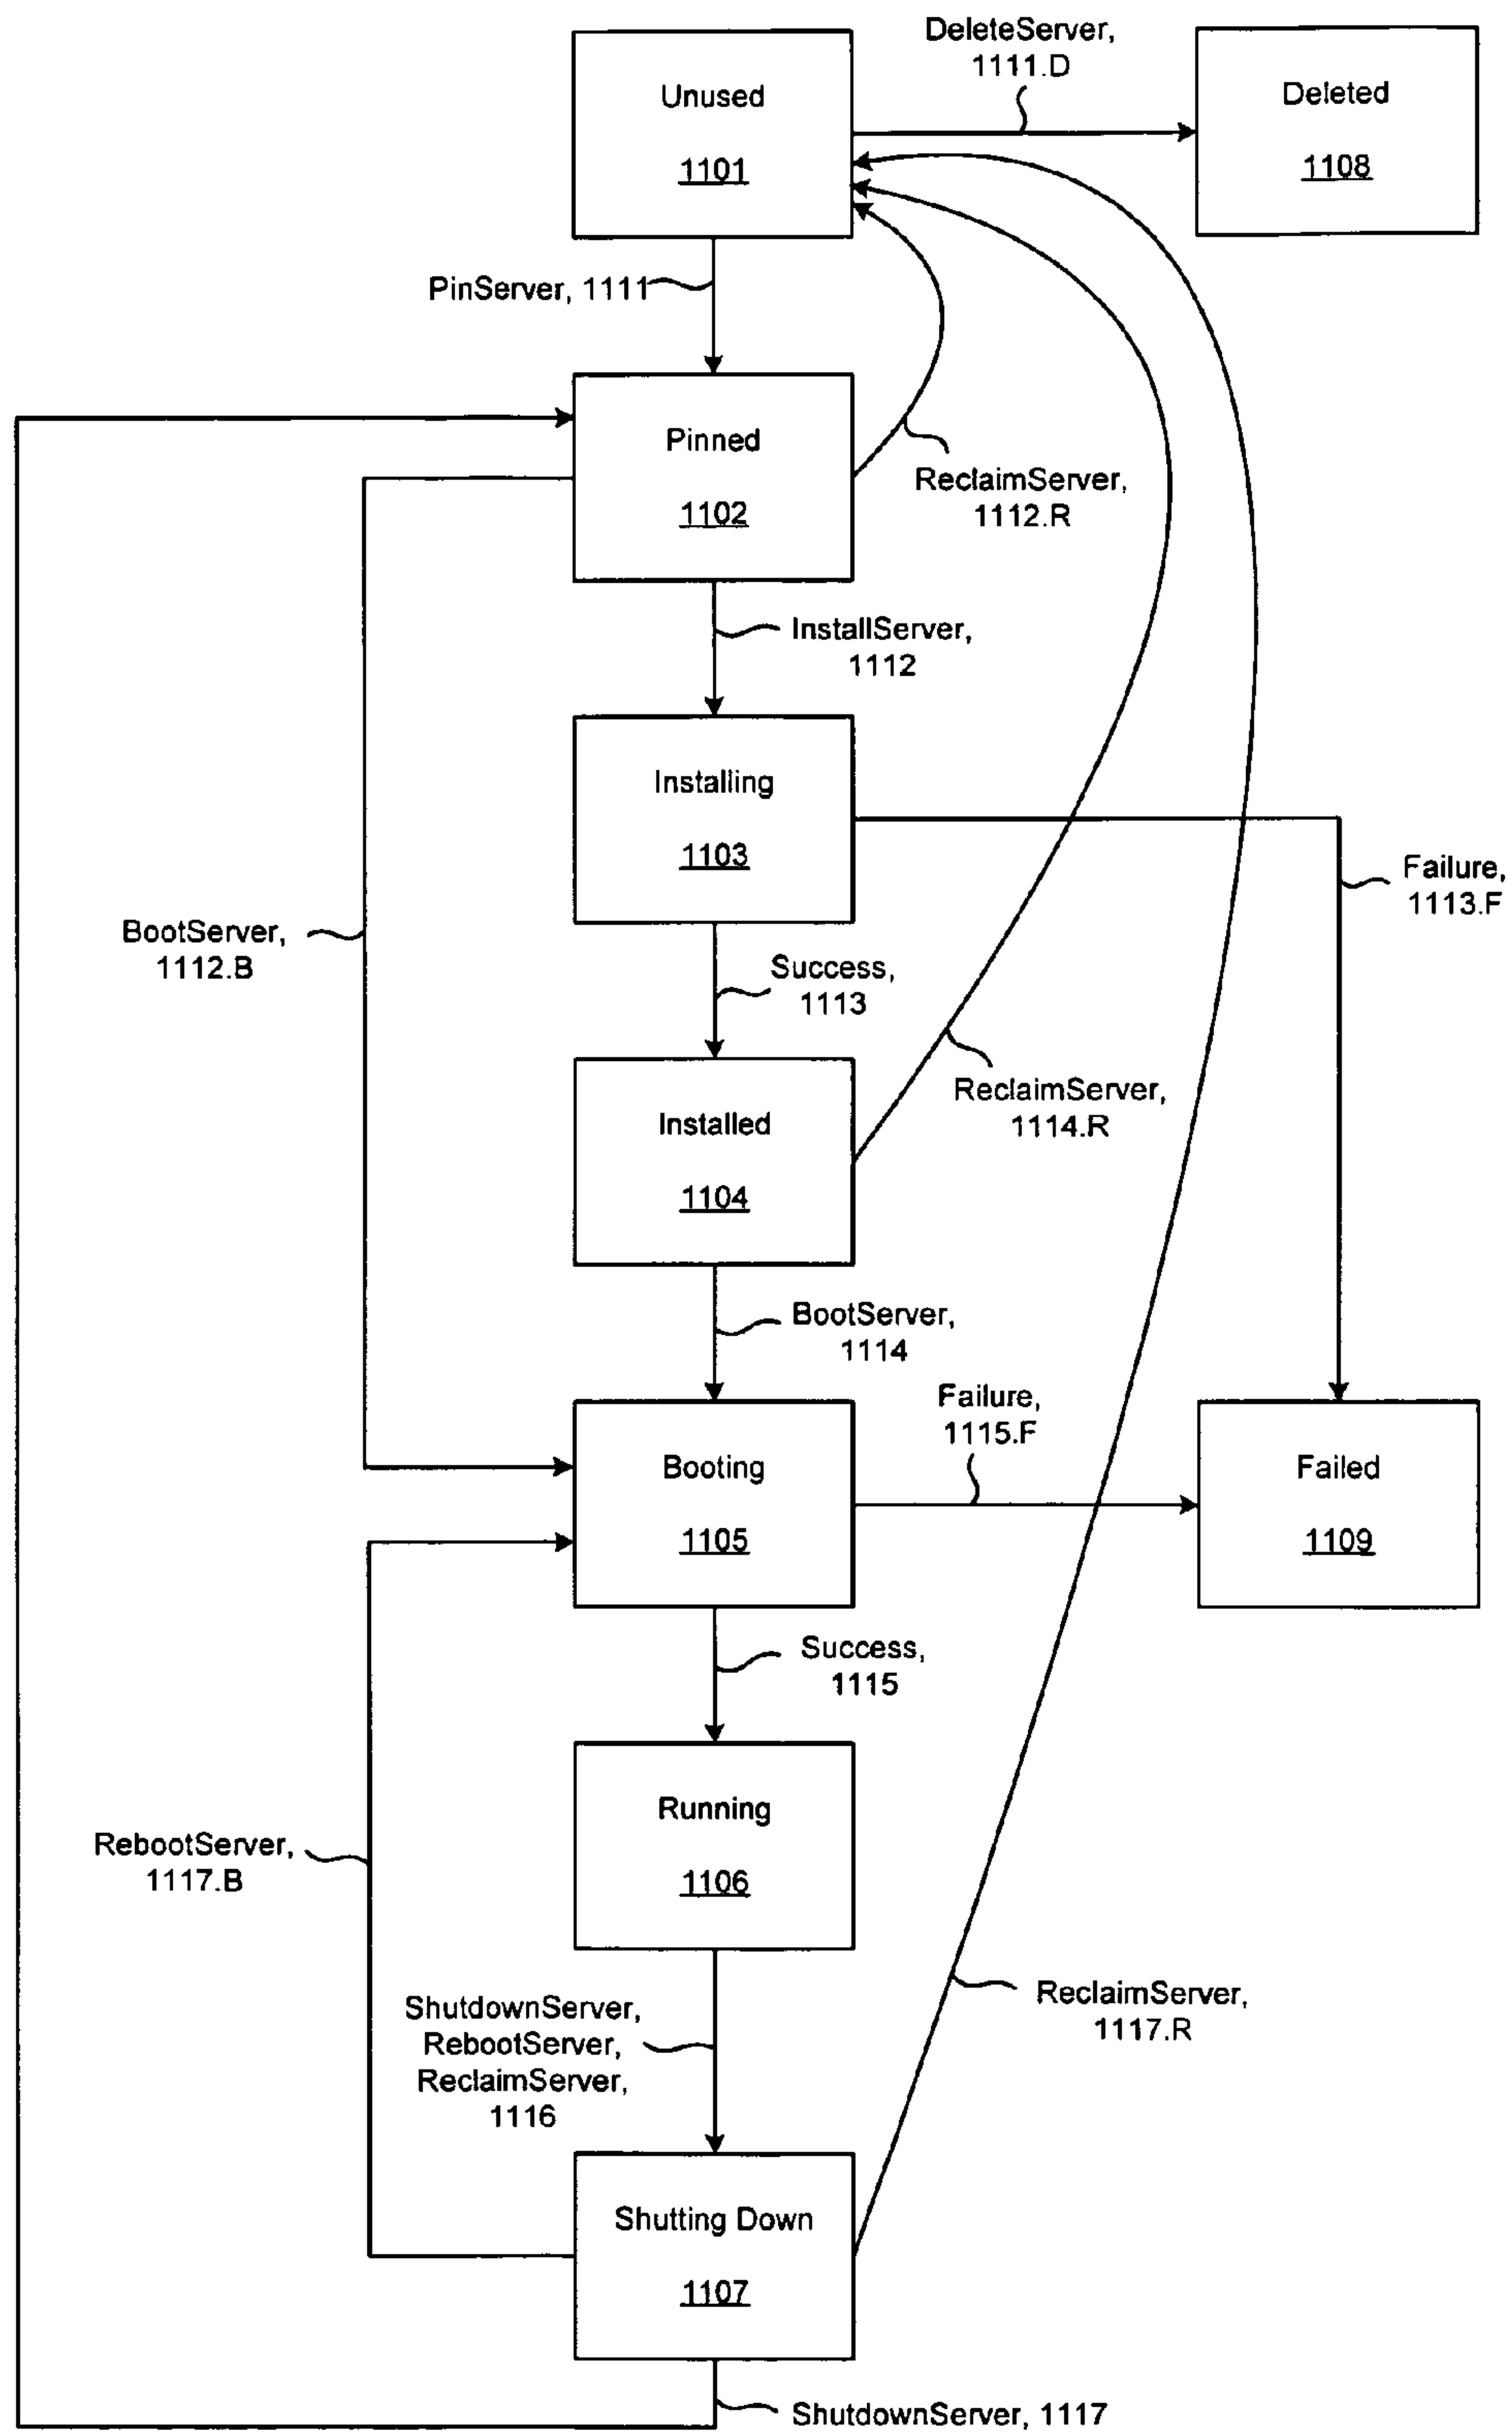 DeleteServer,
1111.D
Unused
1101
Deleted
1108
PinServer, 1111
Pinned
1102
ReclaimServer,
1112.R
InstallServer,
1112
Installing
1103
Failure,
1113.F
BootServer,
1112.B
Success,
1113
ReclaimServer,
1114.R
Installed
1104
BootServer,
1114
Failure,
1115.F
Booting
1105
Failed
1109
Success,
1115
Running
1106
RebootServer,
1117.B
ShutdownServer,
RebootServer,
ReclaimServer,
1116
ReclaimServer,
1117.R
Shutting Down
1107
ShutdownServer, 1117